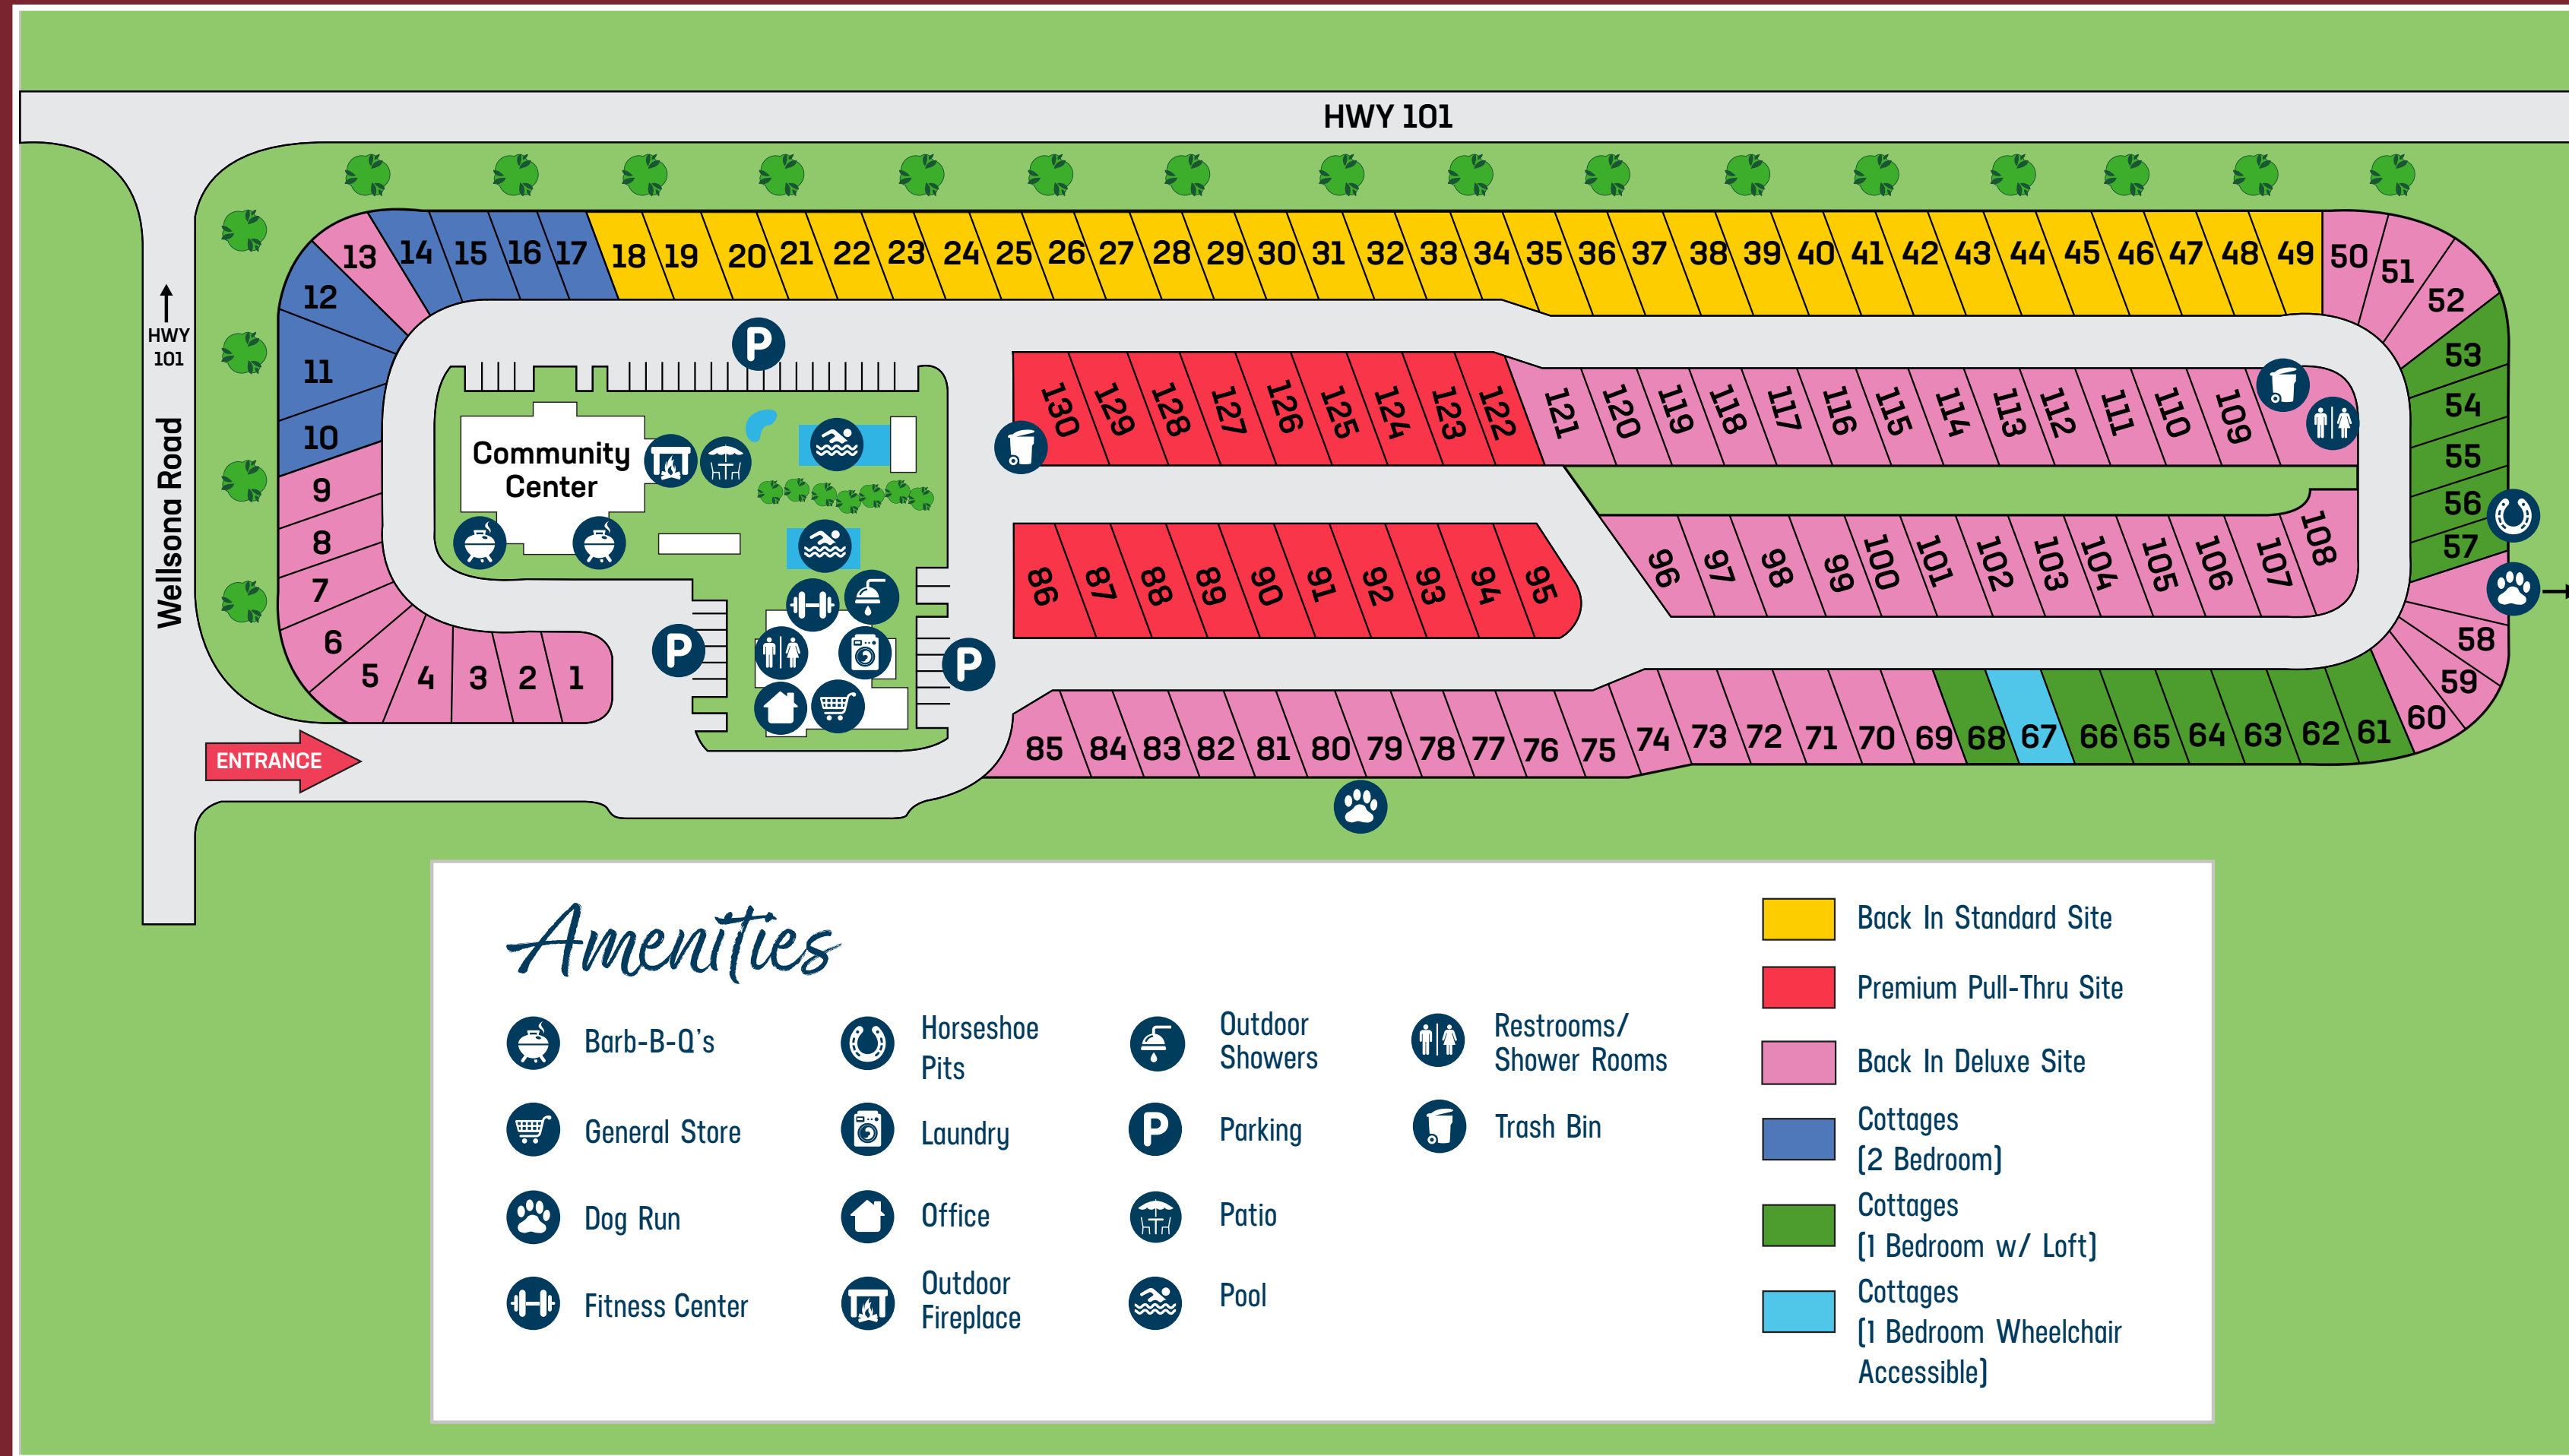 HWY 101
HWY
101
Wellsona Road
13 14 15 16 17 18 19 20 21 22 23 24 25 26 27 28 29 30 31 32 33 34 35 36 37 38 39 40 41 42 43 44 45 46 47 48 49 50 51 52
12
11
10
9
8
7
6
5 4 3 2 1
53
54
55
56
57
58
59
60
P
130 129 128 127 126 125 124 123 122 121 120 119 118 117 116 115 114 113 112 111 110 109
Community
Center
86 87 88 89 90 91 92 93 94 95 96 97 98 99 100 101 102 103 104 105 106 107 108
P
P
85 84 83 82 81 80 79 78 77 76 75 74 73 72 71 70 69 68 67 66 65 64 63 62 61
ENTRANCE
Amenities
Barb-B-Q's
General Store
Dog Run
Fitness Center
Horseshoe
Pits
Laundry
Office
Outdoor
Fireplace
Outdoor
Showers
P
Parking
Patio
Pool
Restrooms/
Shower Rooms
Trash Bin
Back In Standard Site
Premium Pull-Thru Site
Back In Deluxe Site
Cottages
(2 Bedroom)
Cottages
(1 Bedroom w/ Loft)
Cottages
(1 Bedroom Wheelchair
Accessible)